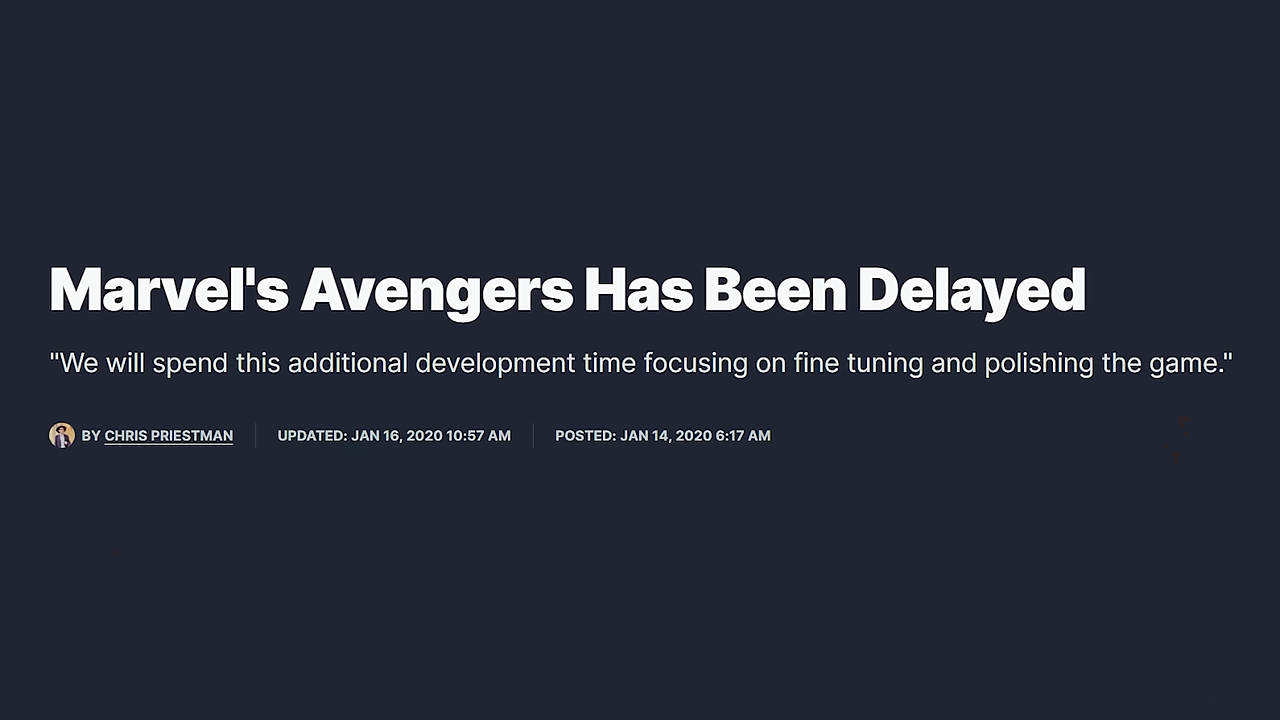 Marvel's Avengers Has Been Delayed
"We will spend this additional development time focusing on fine tuning and polishing the game."
BY CHRIS PRIESTMAN UPDATED: JAN 16, 2020 10:57 AM POSTED: JAN 14, 2020 6:17 AM